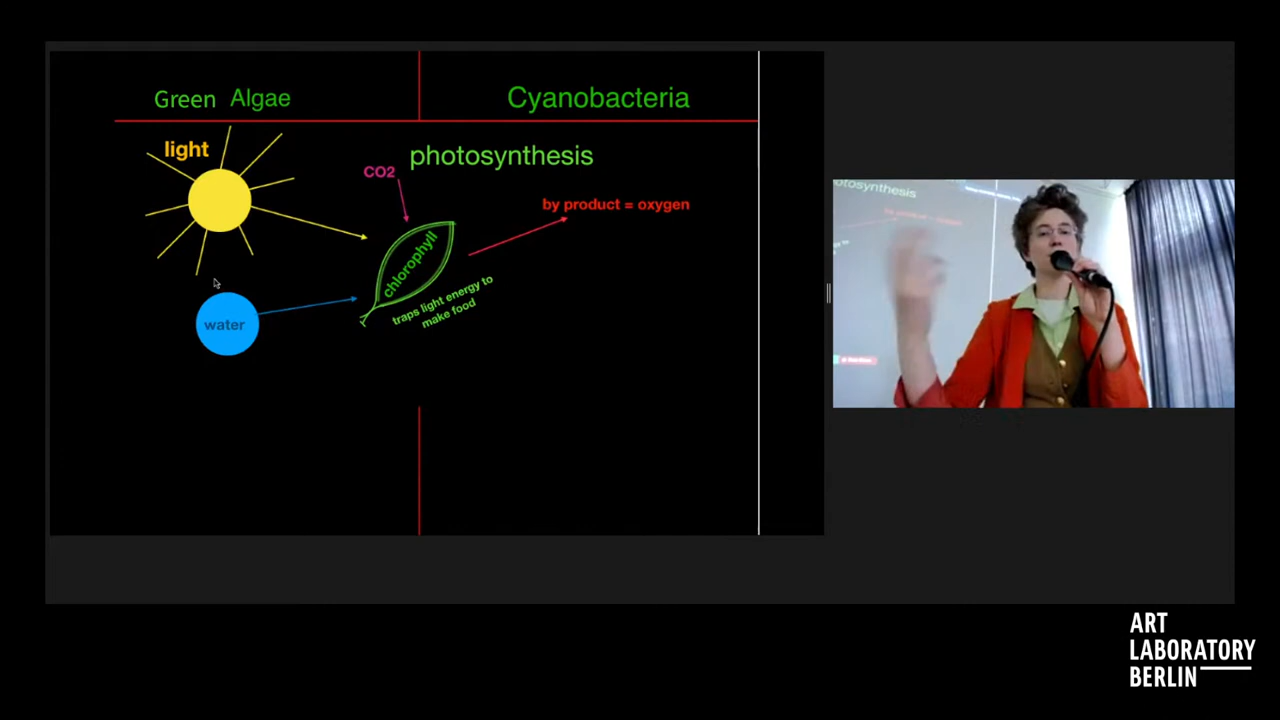 Green Algae
Cyanobacteria
light
photosynthesis
CO2
by product = oxygen
chlorophyll
traps light energy to
make food
water
otosynthesis
ART
LABORATORY
BERLIN